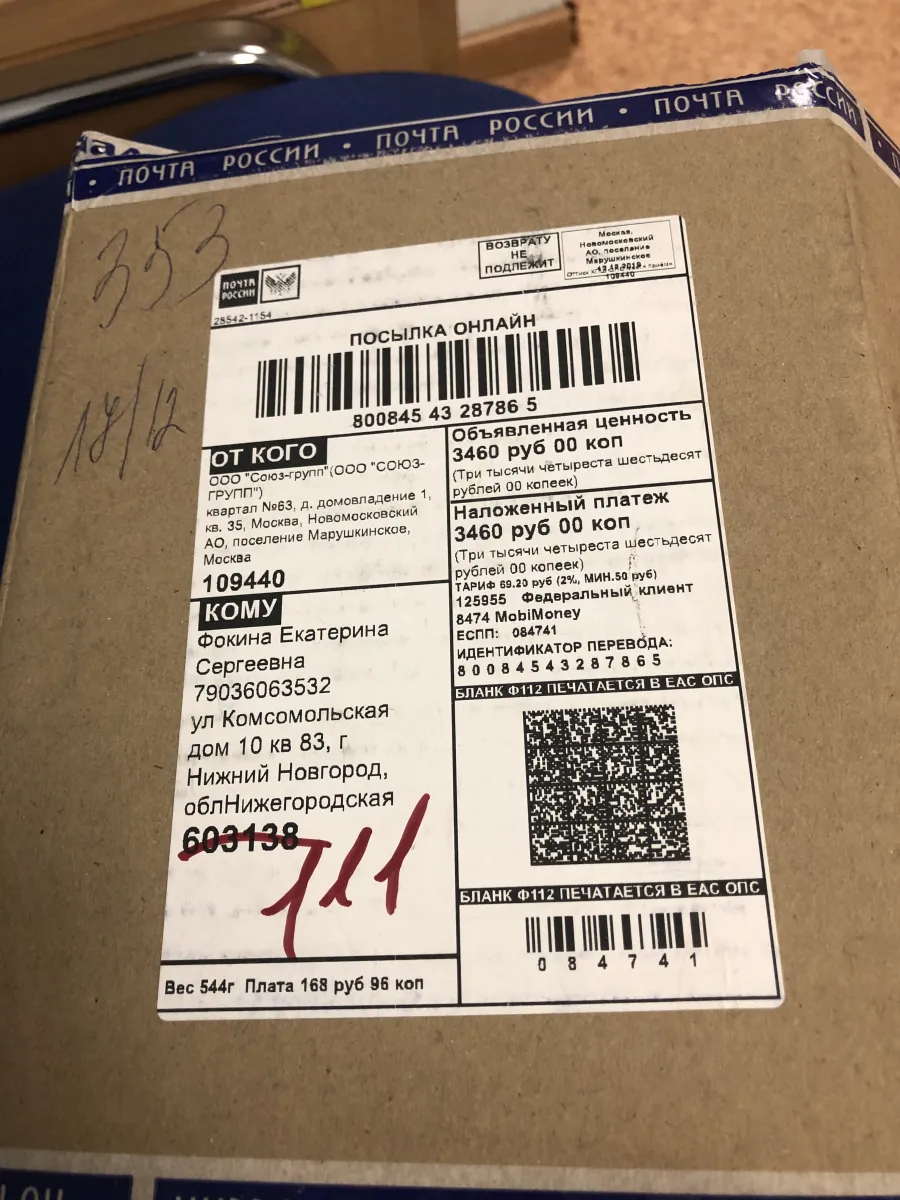 • ПОЧТА РОССИИ • ПОЧТА РОССИИ • ПОЧТА РОССИИ
353
17/12
ПОЧТА
РОССИИ
28542-1154
ВОЗВРАТУ
НЕ
ПОДЛЕЖИТ
Москва,
Новомосковский
АО, поселение
Марушкинское
109440
ПОСЫЛКА ОНЛАЙН
800845 43 28786 5
ОТ КОГО
ООО "Союз-групп"(ООО "СОЮЗ-
ГРУПП")
квартал №63, д. домовладение 1,
кв. 35, Москва, Новомосковский
АО, поселение Марушкинское,
Москва
109440
КОМУ
Фокина Екатерина
Сергеевна
79036063532
ул Комсомольская
дом 10 кв 83, г
Нижний Новгород,
облНижегородская
603138
111
Вес 544г Плата 168 руб 96 коп
Объявленная ценность
3460 руб 00 коп
(Три тысячи четыреста шестьдесят
рублей 00 копеек)
Наложенный платеж
3460 руб 00 коп
(Три тысячи четыреста шестьдесят
рублей 00 копеек)
ТАРИФ 69.20 руб (2%, МИН.50 руб)
125955 Федеральный клиент
8474 MobiMoney
ЕСПП: 084741
ИДЕНТИФИКАТОР ПЕРЕВОДА:
80084543287865
БЛАНК Ф112 ПЕЧАТАЕТСЯ В ЕАС ОПС
БЛАНК Ф112 ПЕЧАТАЕТСЯ В ЕАС ОПС
084741